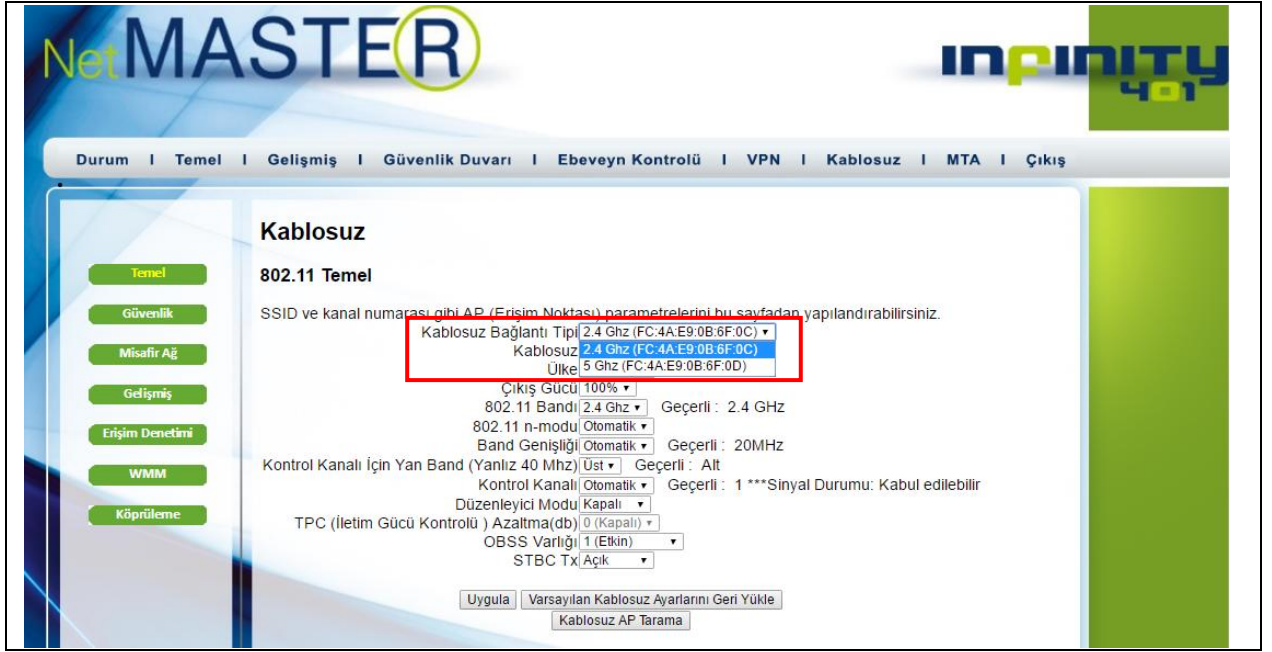 NetMASTER
INFINITY
401
Durum | Temel | Gelişmiş | Güvenlik Duvarı | Ebeveyn Kontrolü | VPN | Kablosuz | MTA | Çıkış
Temel
Güvenlik
Misafir Ağ
Gelişmiş
Erişim Denetimi
WMM
Köprüleme
Kablosuz
802.11 Temel
SSID ve kanal numarası gibi AP (Erişim Noktası) parametrelerini bu sayfadan yapılandırabilirsiniz.
Kablosuz Bağlantı Tipi 2.4 Ghz (FC:4A:E9:0B:6F:0C)
Kablosuz 2.4 Ghz (FC:4A:E9:0B:6F:0C)
Ülke 5 Ghz (FC:4A:E9:0B:6F:0D)
Çıkış Gücü 100%
802.11 Bandı 2.4 Ghz Geçerli : 2.4 GHz
802.11 n-modu Otomatik
Band Genişliği Otomatik Geçerli : 20MHz
Kontrol Kanalı İçin Yan Band (Yanlız 40 Mhz) Üst Geçerli : Alt
Kontrol Kanalı Otomatik Geçerli : 1 ***Sinyal Durumu: Kabul edilebilir
Düzenleyici Modu Kapalı
TPC (İletim Gücü Kontrolü ) Azaltma(db) 0 (Kapalı)
OBSS Varlığı 1 (Etkin)
STBC Tx Açık
Uygula Varsayılan Kablosuz Ayarlarını Geri Yükle
Kablosuz AP Tarama